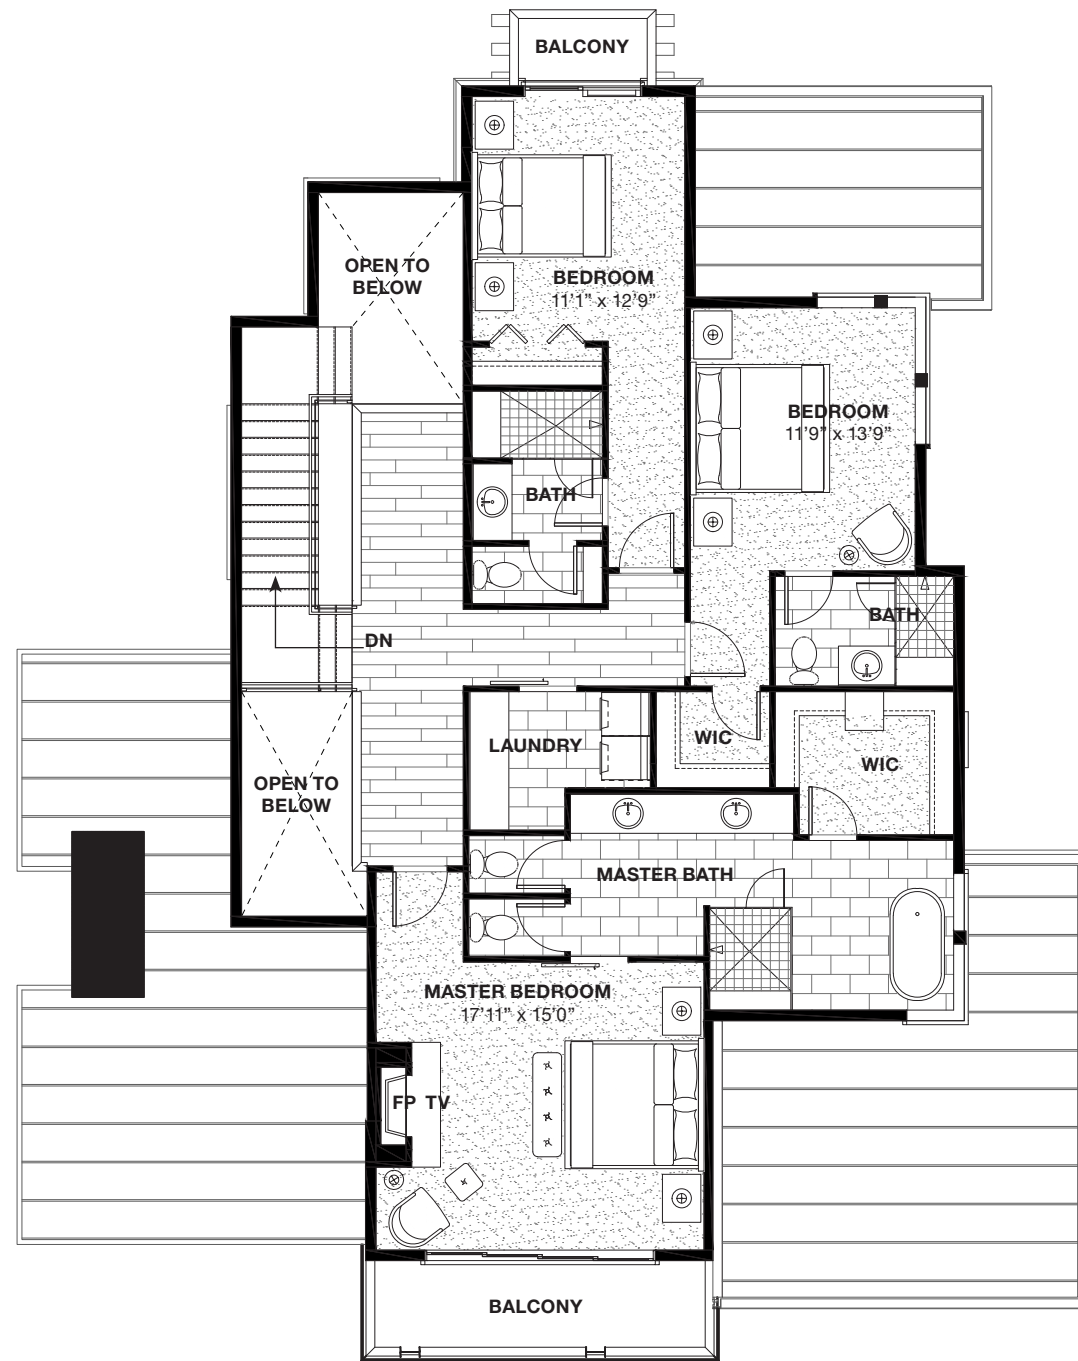 BALCONY
OPEN TO
BELOW
BEDROOM
11’1” x 12’9”
BEDROOM
11’9” x 13’9”
BATH
BATH
DN
LAUNDRY
WIC
WIC
OPEN TO
BELOW
MASTER BATH
MASTER BEDROOM
17’11” x 15’0”
FP TV
BALCONY